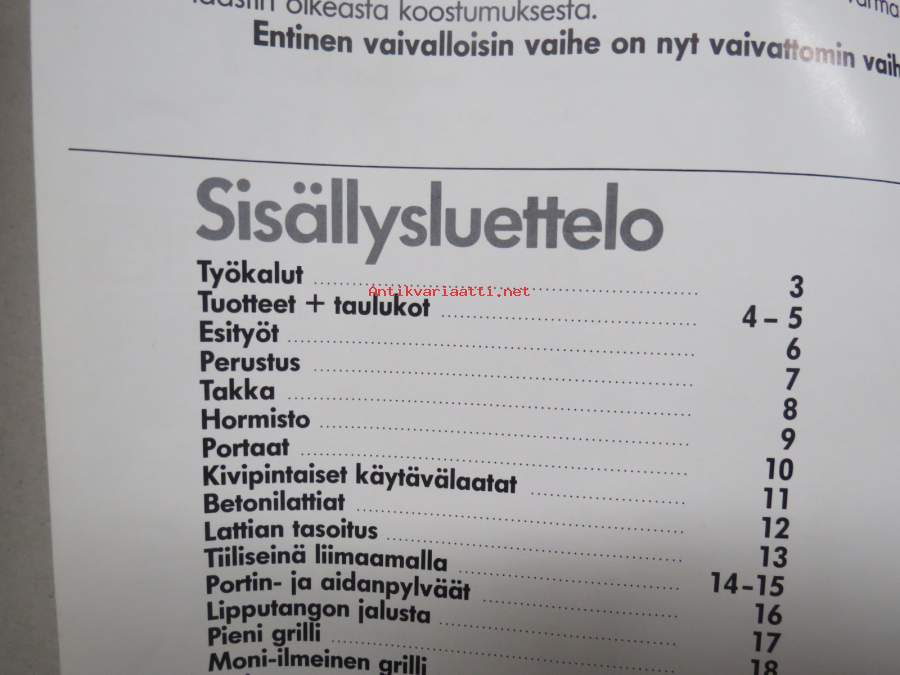 oikeasta koostumuksesta.
Entinen vaivalloisin vaihe on nyt vaivattomin
Sisällysluettelo
Työkalut 3
Antikvariaatti.net
Tuotteet + taulukot 4 – 5
Esityöt 6
Perustus 7
Takka 8
Hormisto 9
Portaat 10
Kivipintaiset käytävälaatat 11
Betonilattiat 12
Lattian tasoitus 13
Tiiliseinä liimaamalla 14–15
Portin- ja aidanpylväät 16
Lipputangon jalusta 17
Pieni grilli 18
Moni-ilmeinen grilli